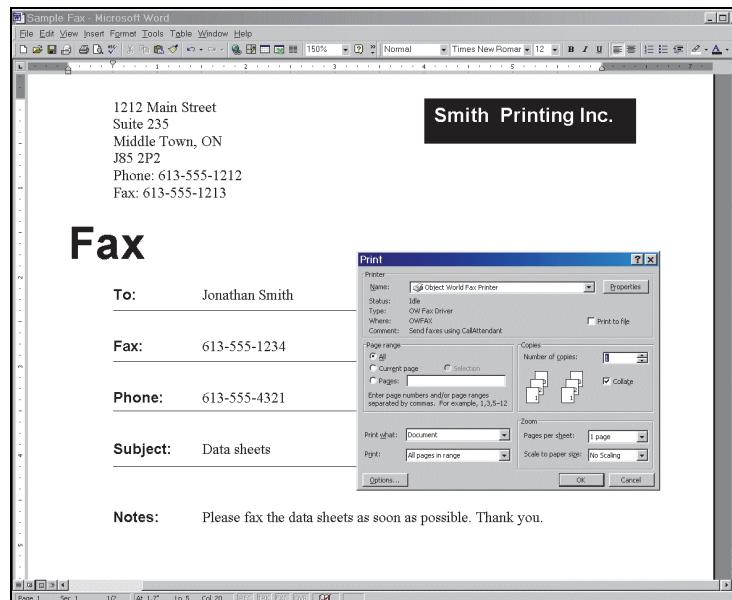 Sample Fax - Microsoft Word
File Edit View Insert Format Tools Table Window Help
150% Normal Times New Roman 12 B I U
1212 Main Street
Suite 235
Middle Town, ON
J85 2P2
Phone: 613-555-1212
Fax: 613-555-1213
Smith Printing Inc.
Fax
To: Jonathan Smith
Fax: 613-555-1234
Phone: 613-555-4321
Subject: Data sheets
Notes: Please fax the data sheets as soon as possible. Thank you.
Print
Printer
Name: Object World Fax Printer Properties
Status: Idle
Type: OW Fax Driver
Where: OWFAX
Comment: Send faxes using CallAttendant
Print to file
Page range
All
Current page Selection
Pages:
Enter page numbers and/or page ranges
separated by commas. For example, 1,3,5-12
Copies
Number of copies: 1
Collate
Print what: Document
Print: All pages in range
Zoom
Pages per sheet: 1 page
Scale to paper size: No Scaling
Options... OK Cancel
Page 1 Sec 1 1/2 At 1.7" Ln 5 Col 20